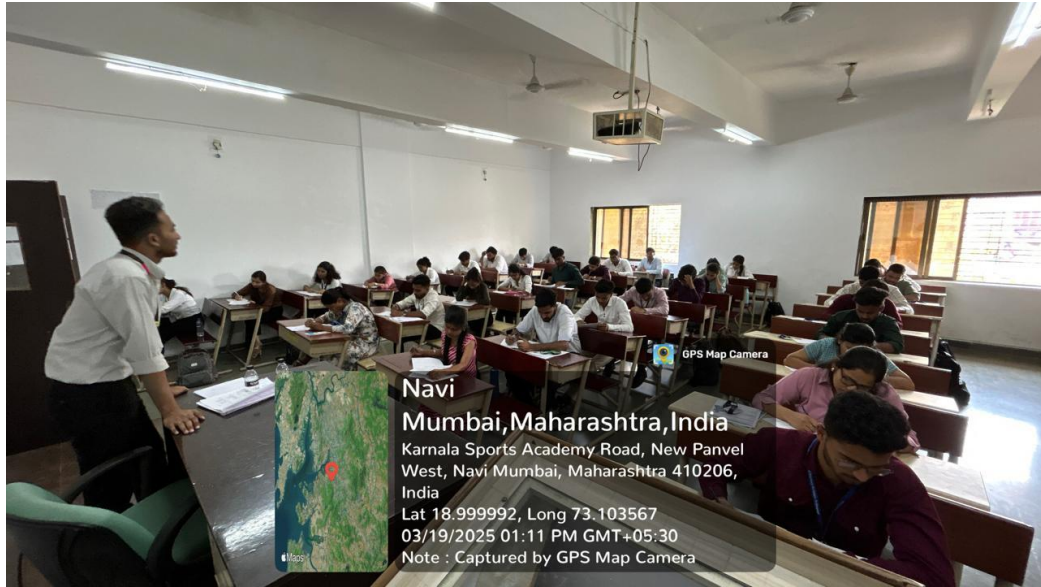 GPS Map Camera
Navi
Mumbai,Maharashtra,India
Karnala Sports Academy Road, New Panvel
West, Navi Mumbai, Maharashtra 410206,
India
Lat 18.999992, Long 73.103567
03/19/2025 01:11 PM GMT+05:30
Note : Captured by GPS Map Camera
Maps